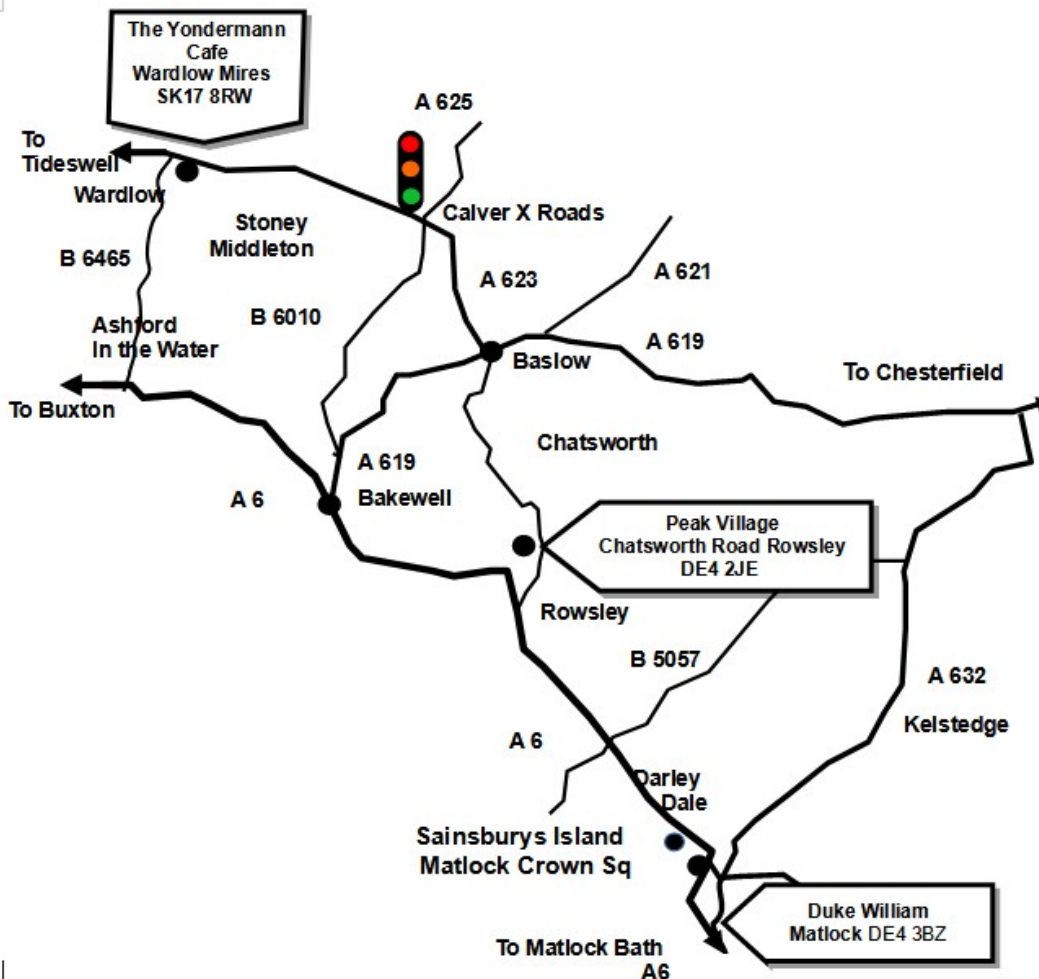 The Yondermann
Cafe
Wardlow Mires
SK17 8RW
A 625
To
Tideswell
Wardlow
Calver X Roads
Stoney
Middleton
B 6465
A 623
A 621
B 6010
Ashford
In the Water
A 619
Baslow
To Chesterfield
To Buxton
Chatsworth
A 619
Bakewell
A 6
Peak Village
Chatsworth Road Rowsley
DE4 2JE
Rowsley
B 5057
A 632
Kelstedge
A 6
Darley
Dale
Sainsburys Island
Matlock Crown Sq
Duke William
Matlock DE4 3BZ
To Matlock Bath
A6